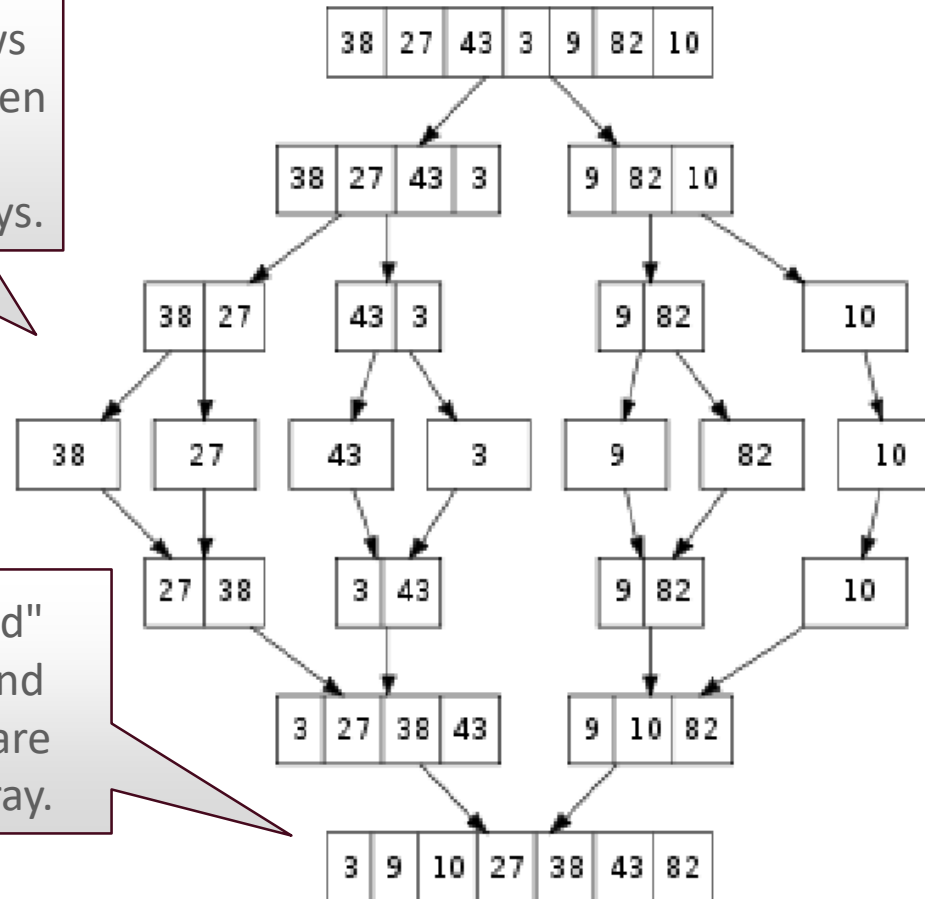 ys
en
ys.
38 27 43 3 9 82 10
38 27 43 3 9 82 10
38 27 43 3 9 82 10
38 27 43 3 9 82 10
27 38 3 43 9 82 10
d"
nd
are
ray.
3 27 38 43 9 10 82
3 9 10 27 38 43 82